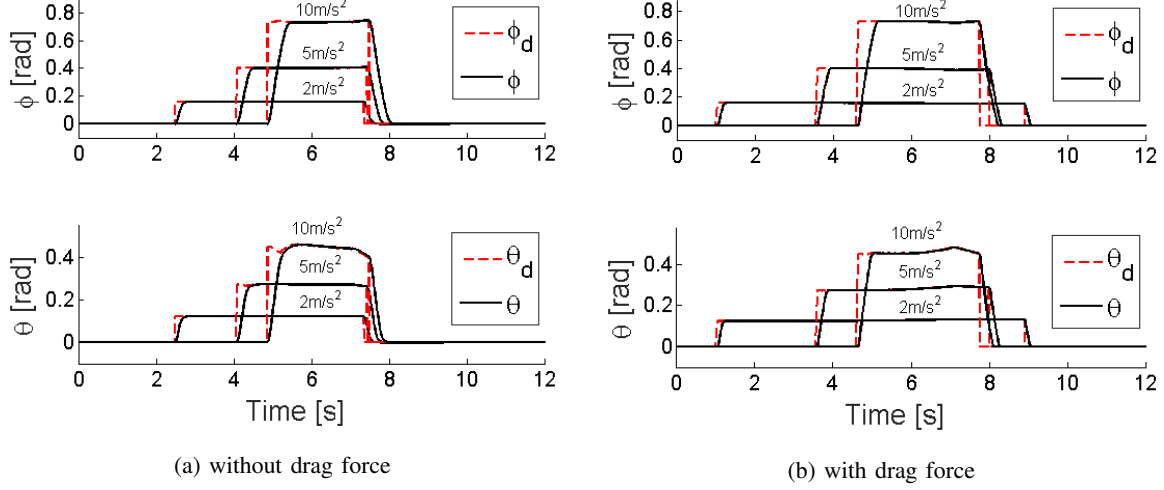 0.8
0.4
0.2
0
ϕ [rad]
10m/s²
5m/s²
2m/s²
ϕd
ϕ
0 2 4 6 8 10 12
0.8
0.6
0.4
0.2
0
ϕ [rad]
10m/s²
5m/s²
2m/s²
ϕd
ϕ
0 2 4 6 8 10 12
0.4
0.2
0
θ [rad]
10m/s²
5m/s²
2m/s²
θd
θ
0 2 4 6 8 10 12
Time [s]
0.4
0.2
0
θ [rad]
10m/s²
5m/s²
2m/s²
θd
θ
0 2 4 6 8 10 12
Time [s]
(a) without drag force
(b) with drag force